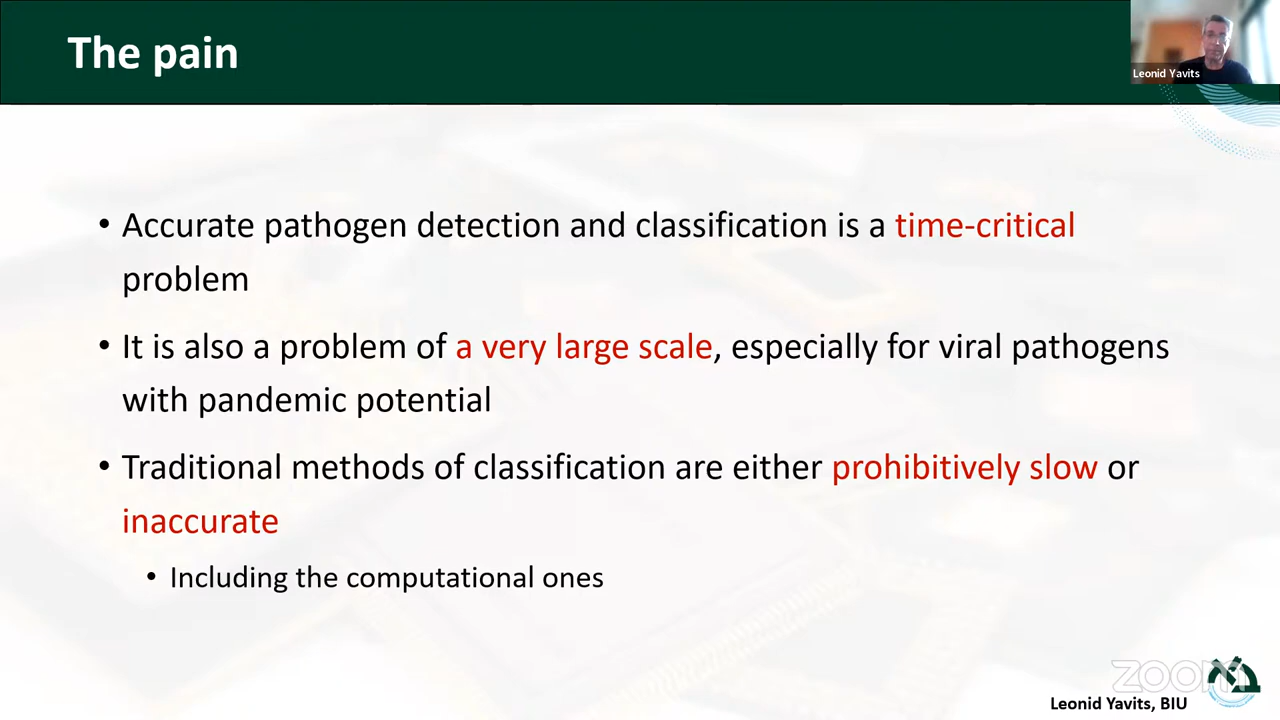 The pain
Leonid Yavits
• Accurate pathogen detection and classification is a time-critical
problem
• It is also a problem of a very large scale, especially for viral pathogens
with pandemic potential
• Traditional methods of classification are either prohibitively slow or
inaccurate
• Including the computational ones
zoom
Leonid Yavits, BIU